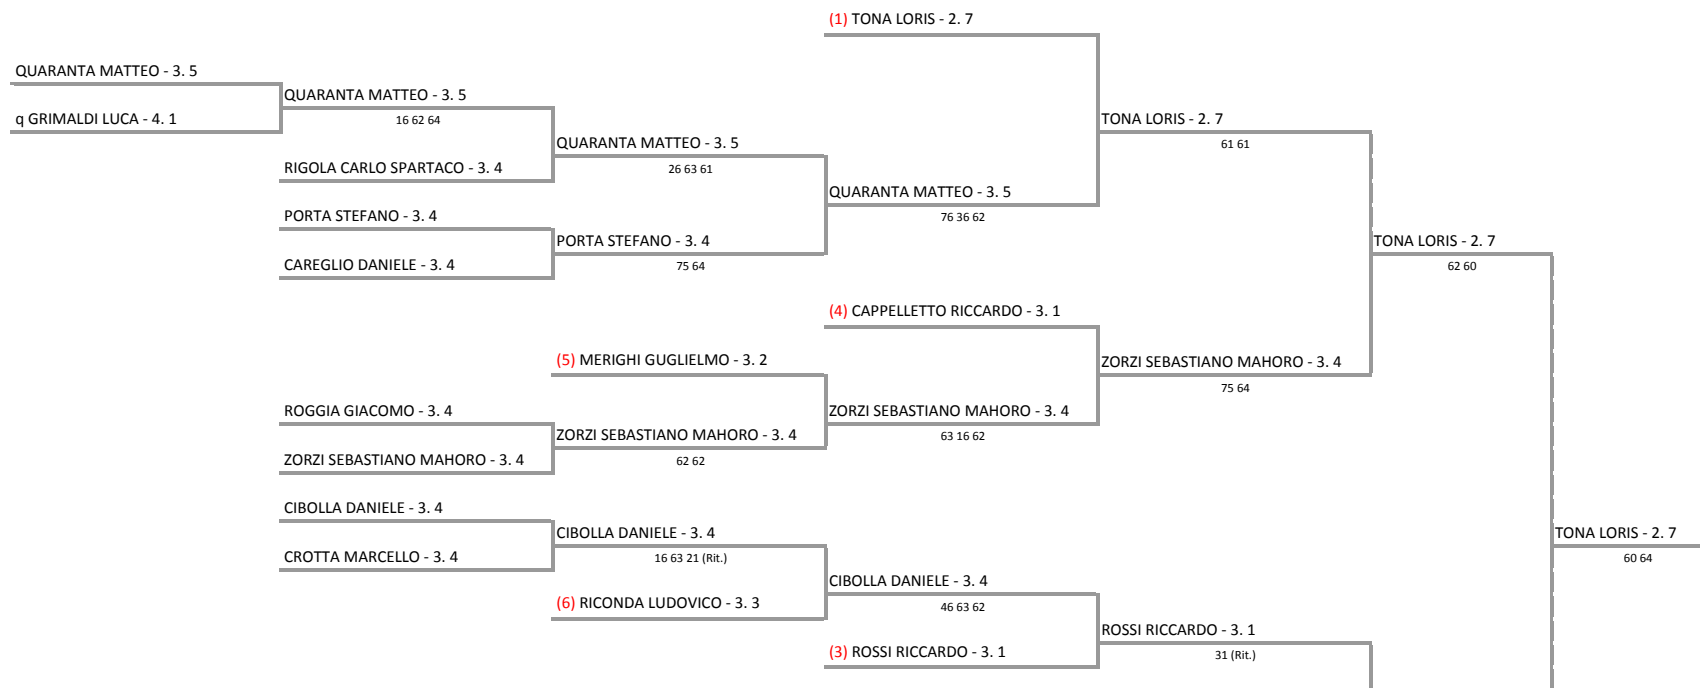 (1) TONA LORIS - 2. 7
QUARANTA MATTEO - 3. 5
QUARANTA MATTEO - 3. 5
q GRIMALDI LUCA - 4. 1
16 62 64
TONA LORIS - 2. 7
QUARANTA MATTEO - 3. 5
61 61
RIGOLA CARLO SPARTACO - 3. 4
26 63 61
QUARANTA MATTEO - 3. 5
PORTA STEFANO - 3. 4
76 36 62
PORTA STEFANO - 3. 4
TONA LORIS - 2. 7
CAREGLIO DANIELE - 3. 4
75 64
62 60
(4) CAPPELLETTO RICCARDO - 3. 1
(5) MERIGHI GUGLIELMO - 3. 2
ZORZI SEBASTIANO MAHORO - 3. 4
75 64
ROGGIA GIACOMO - 3. 4
ZORZI SEBASTIANO MAHORO - 3. 4
ZORZI SEBASTIANO MAHORO - 3. 4
63 16 62
ZORZI SEBASTIANO MAHORO - 3. 4
62 62
CIBOLLA DANIELE - 3. 4
CIBOLLA DANIELE - 3. 4
TONA LORIS - 2. 7
CROTTA MARCELLO - 3. 4
16 63 21 (Rit.)
60 64
CIBOLLA DANIELE - 3. 4
(6) RICONDA LUDOVICO - 3. 3
46 63 62
ROSSI RICCARDO - 3. 1
(3) ROSSI RICCARDO - 3. 1
31 (Rit.)